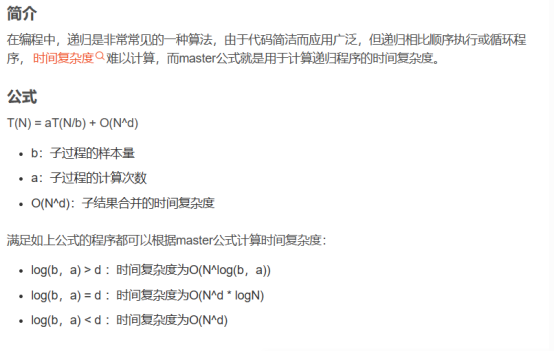 简介
在编程中，递归是非常常见的一种算法，由于代码简洁而应用广泛，但递归相比顺序执行或循环程
序，时间复杂度难以计算，而master公式就是用于计算递归程序的时间复杂度。
公式
T(N) = aT(N/b) + O(N^d)
• b：子过程的样本量
• a：子过程的计算次数
• O(N^d)：子结果合并的时间复杂度
满足如上公式的程序都可以根据master公式计算时间复杂度：
• log(b，a) > d ：时间复杂度为O(N^log(b，a))
• log(b，a) = d ：时间复杂度为O(N^d * logN)
• log(b，a) < d ：时间复杂度为O(N^d)